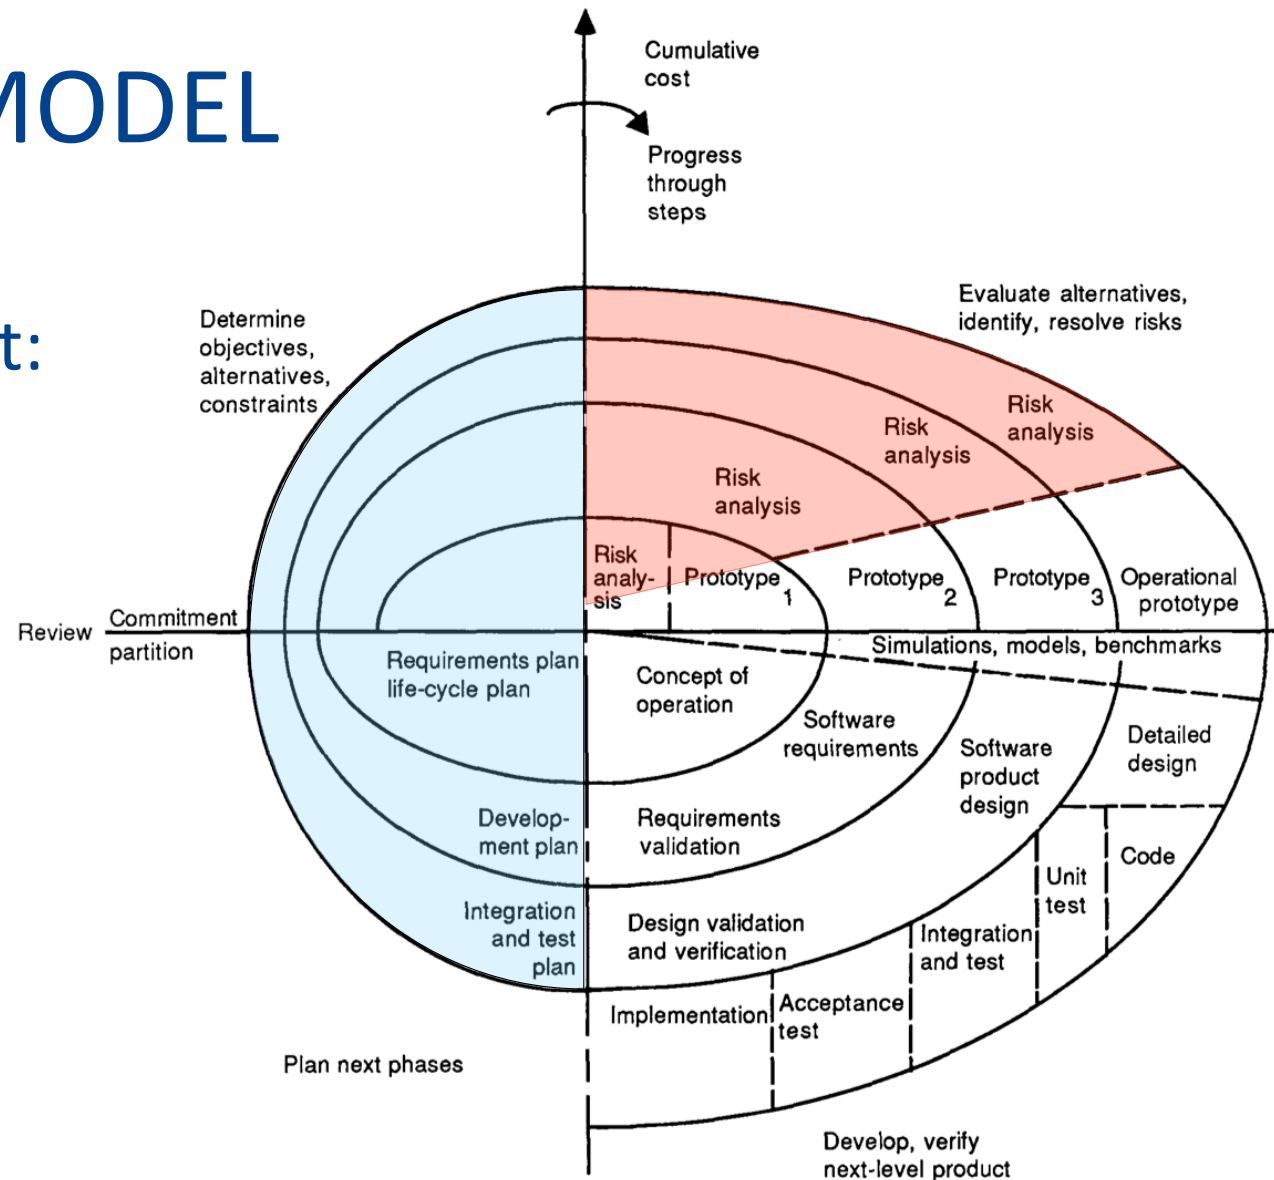 MODEL
t:
Cumulative
cost
Progress
through
steps
Determine
objectives,
alternatives,
constraints
Evaluate alternatives,
identify, resolve risks
Risk
analysis
Risk
analysis
Risk
analysis
Risk
analy-
sis
Prototype
1
Prototype
2
Prototype
3
Operational
prototype
Review
Commitment
partition
Simulations, models, benchmarks
Requirements plan
life-cycle plan
Concept of
operation
Software
requirements
Software
product
design
Detailed
design
Develop-
ment plan
Requirements
validation
Code
Unit
test
Integration
and test
plan
Design validation
and verification
Integration
and test
Acceptance
test
Implementation
Plan next phases
Develop, verify
next-level product